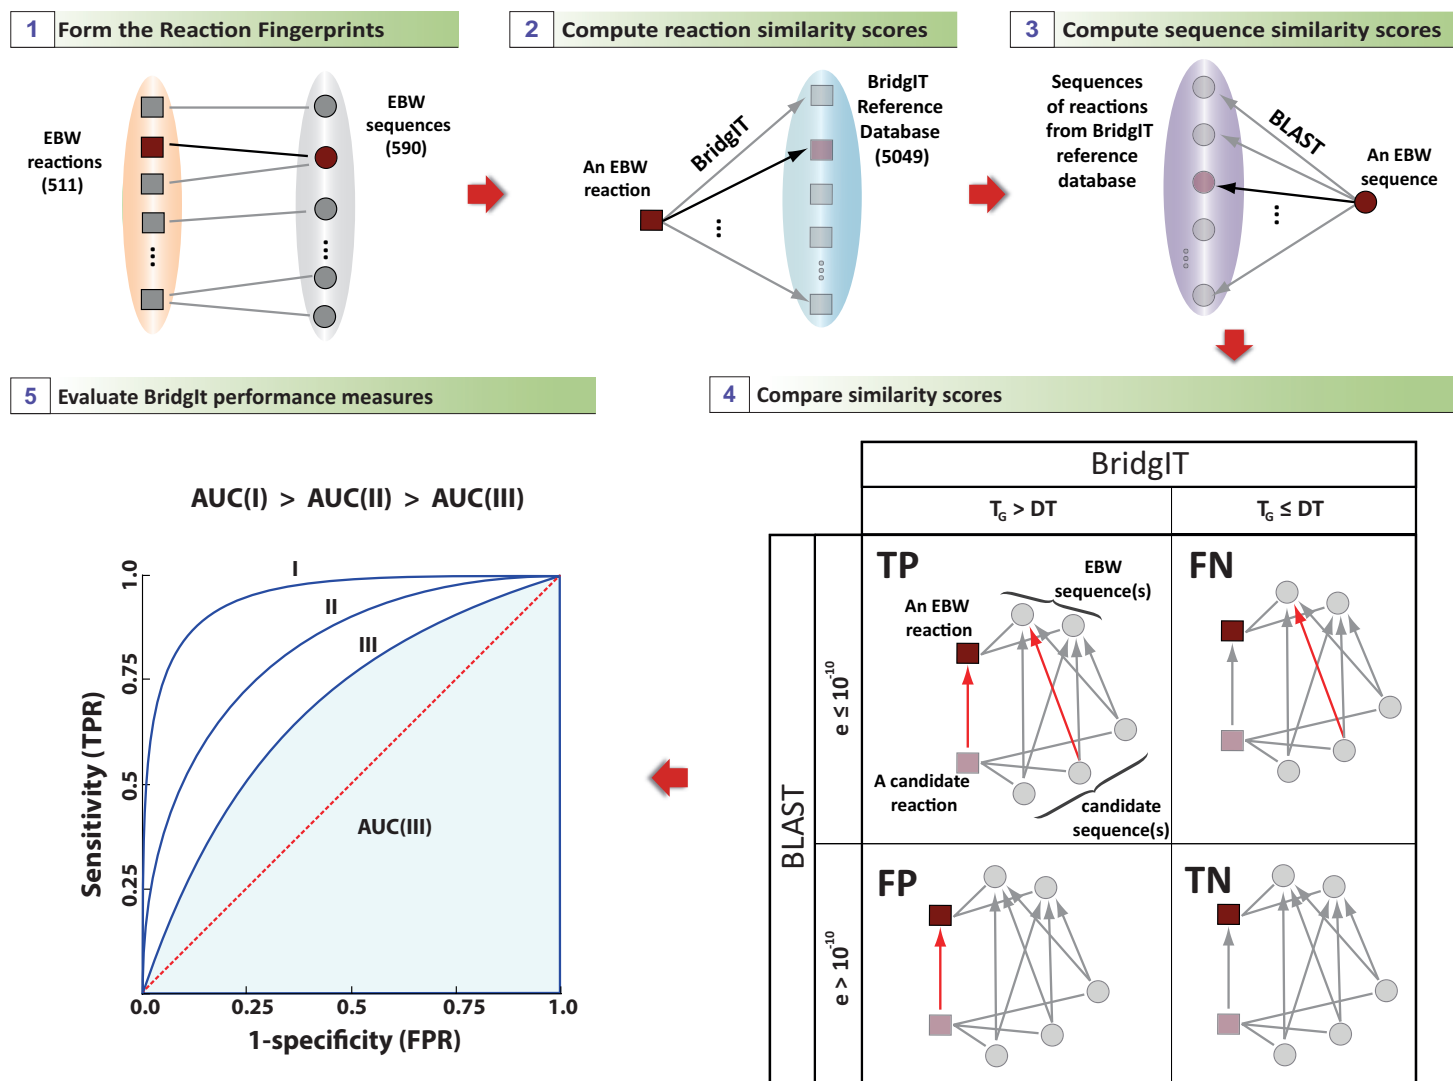 1 Form the Reaction Fingerprints
EBW
reactions
(511)
EBW
sequences
(590)
2 Compute reaction similarity scores
An EBW
reaction
BridgIT
...
BridgIT
Reference
Database
(5049)
3 Compute sequence similarity scores
Sequences
of reactions
from BridgIT
reference
database
BLAST
...
An EBW
sequence
4 Compare similarity scores
BridgIT
T_G > DT
T_G ≤ DT
BLAST
e ≤ 10^-10
e > 10^-10
TP
An EBW
reaction
EBW
sequence(s)
A candidate
reaction
candidate
sequence(s)
FN
FP
TN
5 Evaluate BridgIt performance measures
AUC(I) > AUC(II) > AUC(III)
Sensitivity (TPR)
1.0
0.75
0.55
0.25
I
II
III
AUC(III)
0.0 0.25 0.5 0.75 1.0
1-specificity (FPR)